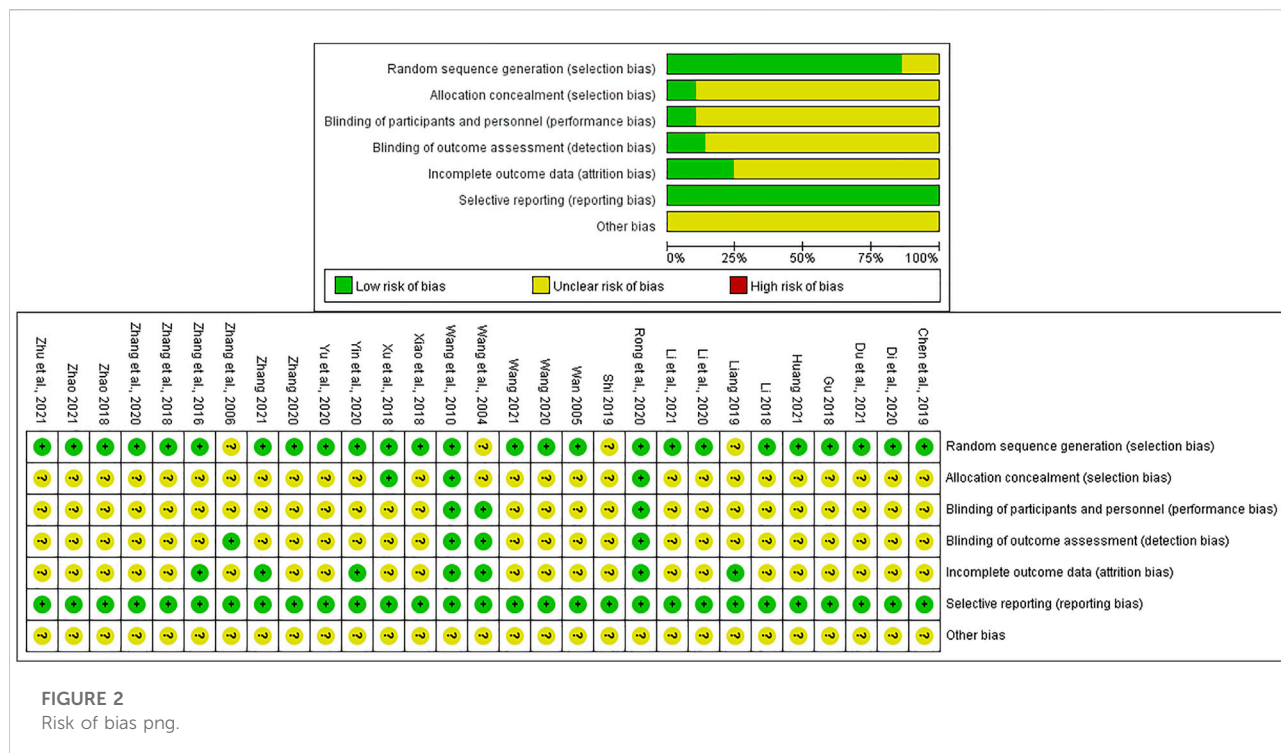 Random sequence generation (selection bias)
Allocation concealment (selection bias)
Blinding of participants and personnel (performance bias)
Blinding of outcome assessment (detection bias)
Incomplete outcome data (attrition bias)
Selective reporting (reporting bias)
Other bias
0% 25% 50% 75% 100%
Low risk of bias Unclear risk of bias High risk of bias
Zhu et al., 2021
Zhao 2021
Zhao 2018
Zhang et al., 2020
Zhang et al., 2018
Zhang et al., 2016
Zhang et al., 2006
Zhang 2021
Zhang 2020
Yu et al., 2020
Yin et al., 2020
Xu et al., 2018
Xiao et al., 2018
Wang et al., 2010
Wang et al., 2004
Wang 2021
Wang 2020
Wan 2005
Shi 2019
Rong et al., 2020
Li et al., 2021
Li et al., 2020
Liang 2019
Li 2018
Huang 2021
Gu 2018
Du et al., 2021
Di et al., 2020
Chen et al., 2019
+ + + + + + ? + + + + + + + ? + + + ? + + + ? + + + + + + Random sequence generation (selection bias)
? ? ? ? ? ? ? ? ? ? ? + ? + ? ? ? ? ? + ? ? ? ? ? ? ? ? ? Allocation concealment (selection bias)
? ? ? ? ? ? ? ? ? ? ? ? ? + + ? ? ? ? + ? ? ? ? ? ? ? ? ? Blinding of participants and personnel (performance bias)
? ? ? ? ? ? + ? ? ? ? ? ? + + ? ? ? ? + ? ? ? ? ? ? ? ? ? Blinding of outcome assessment (detection bias)
? ? ? ? ? + ? + ? ? + ? ? + + ? ? ? ? + ? ? + ? ? ? ? ? ? Incomplete outcome data (attrition bias)
+ + + + + + + + + + + + + + + + + + + + + + + + + + + + + Selective reporting (reporting bias)
? ? ? ? ? ? ? ? ? ? ? ? ? ? ? ? ? ? ? ? ? ? ? ? ? ? ? ? ? Other bias
FIGURE 2
Risk of bias png.